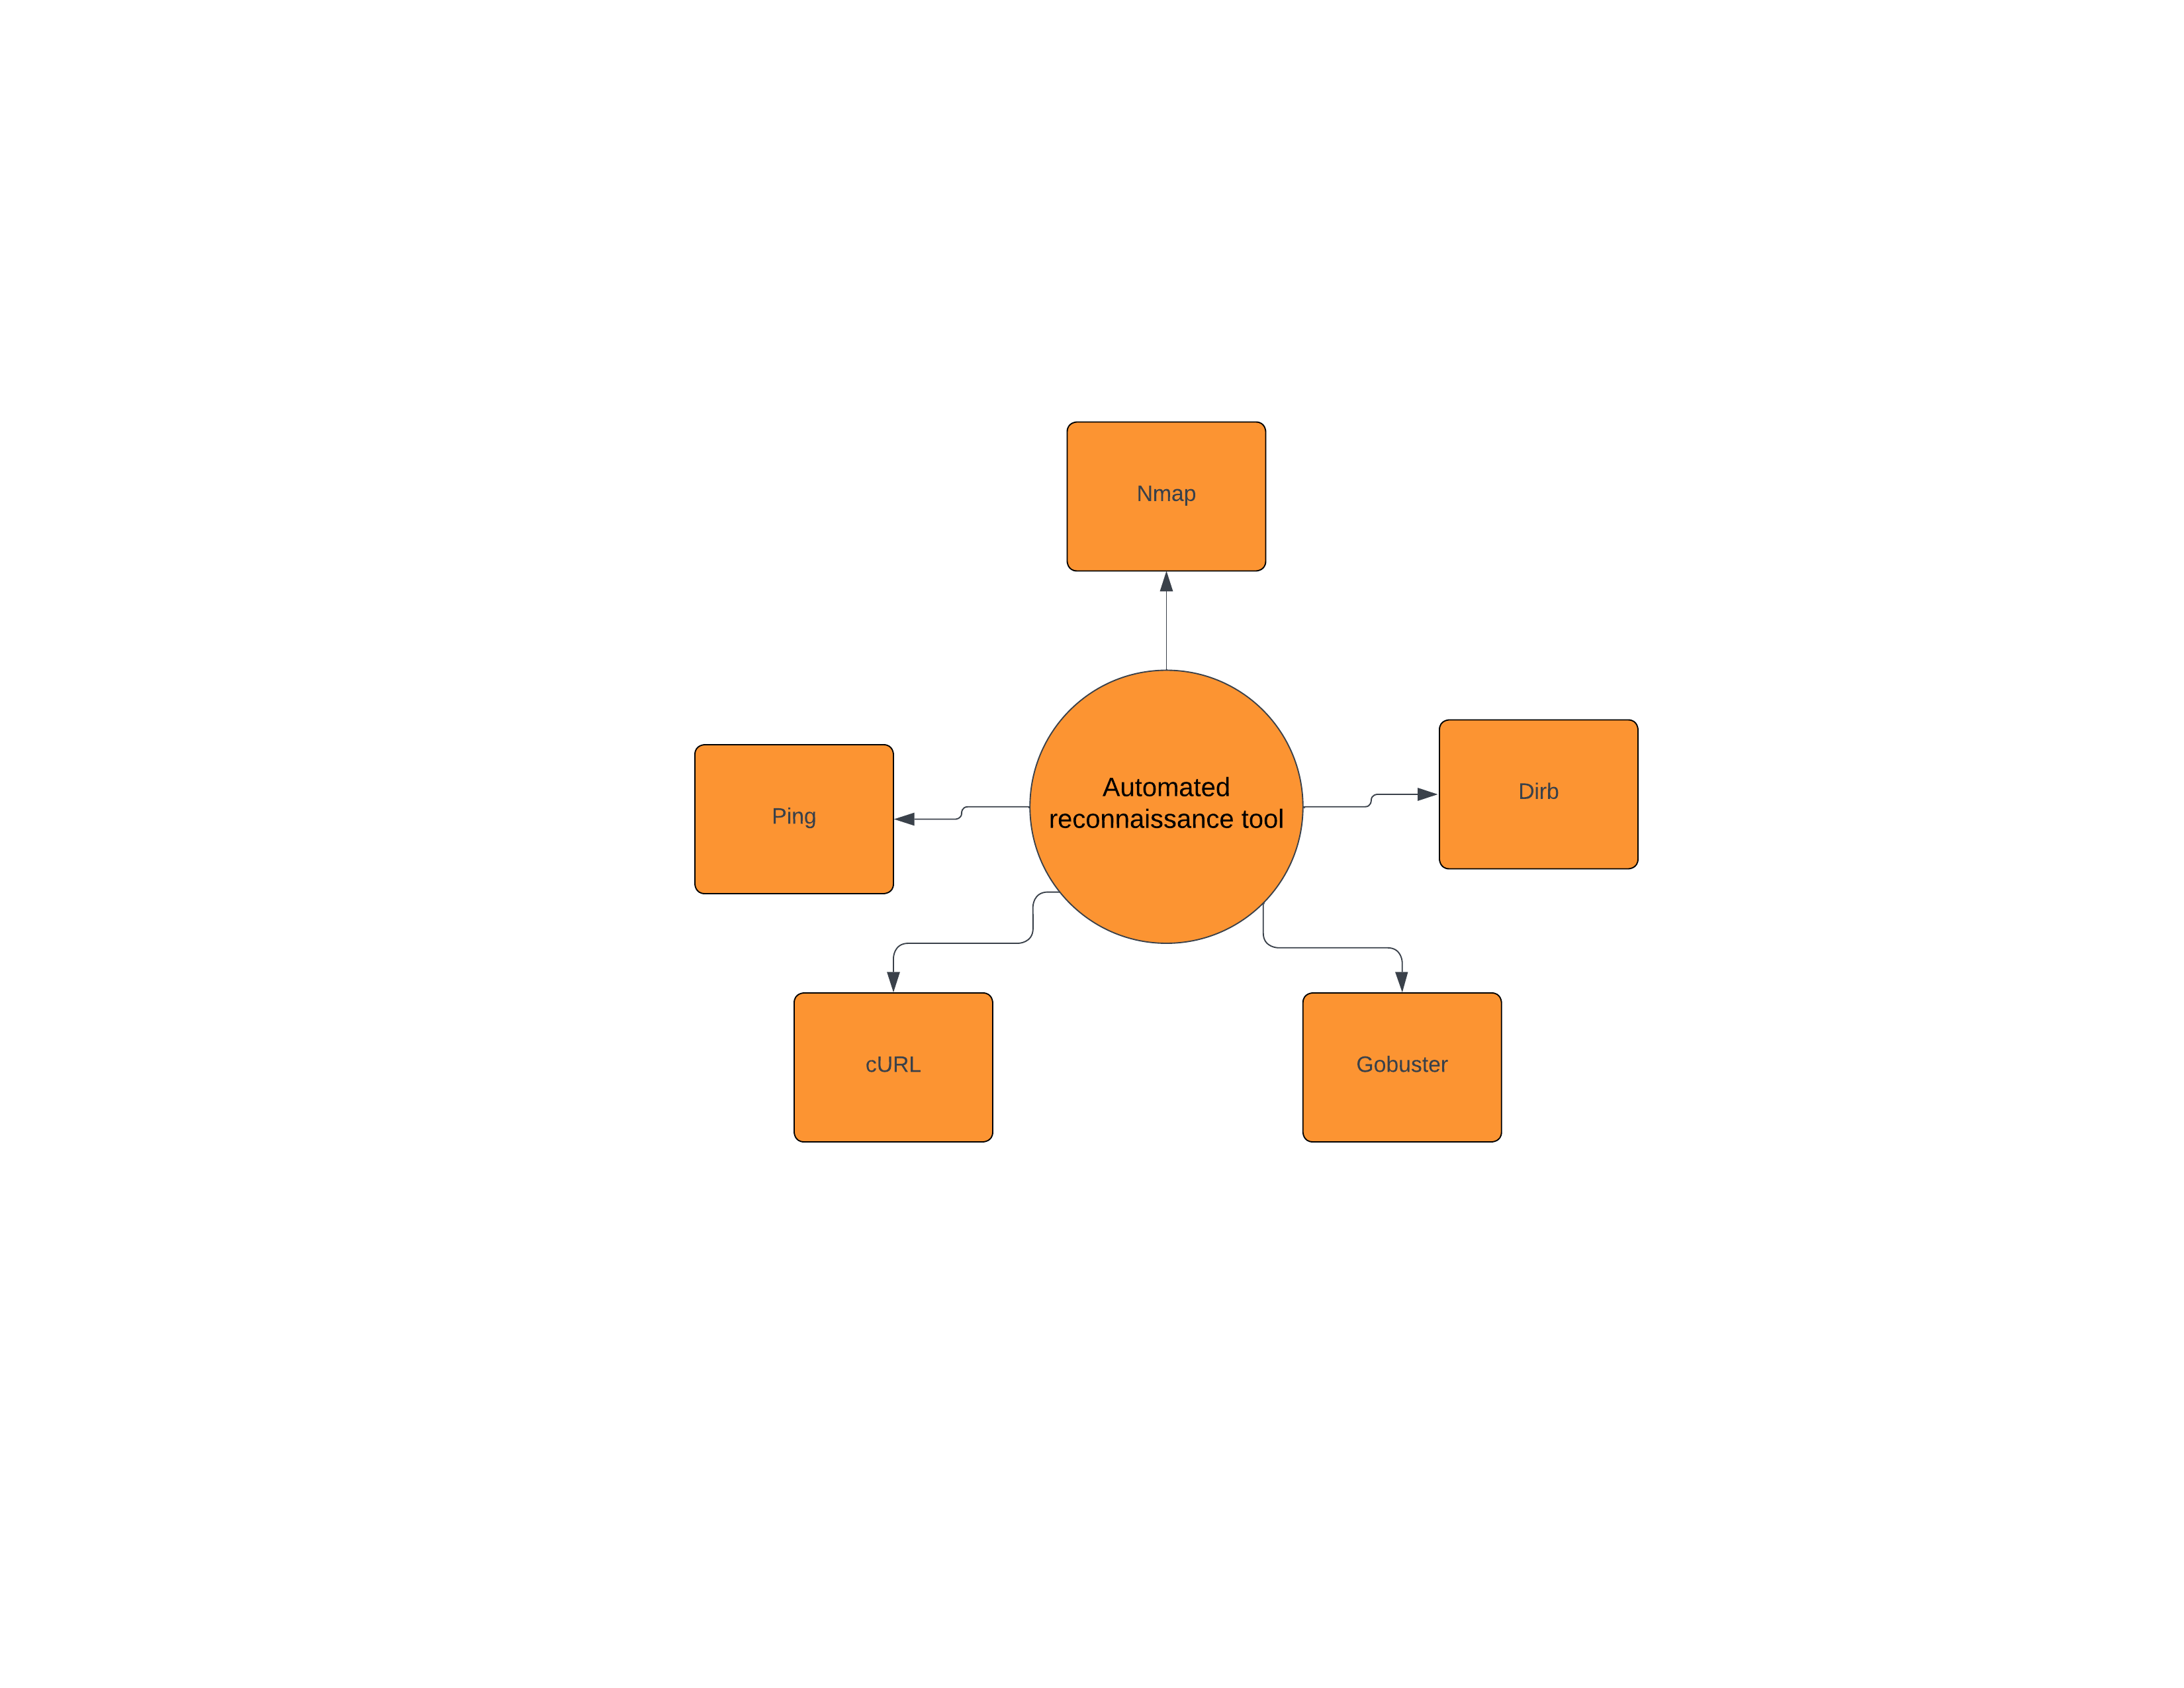 Nmap
Automated
reconnaissance tool
Dirb
Ping
cURL
Gobuster